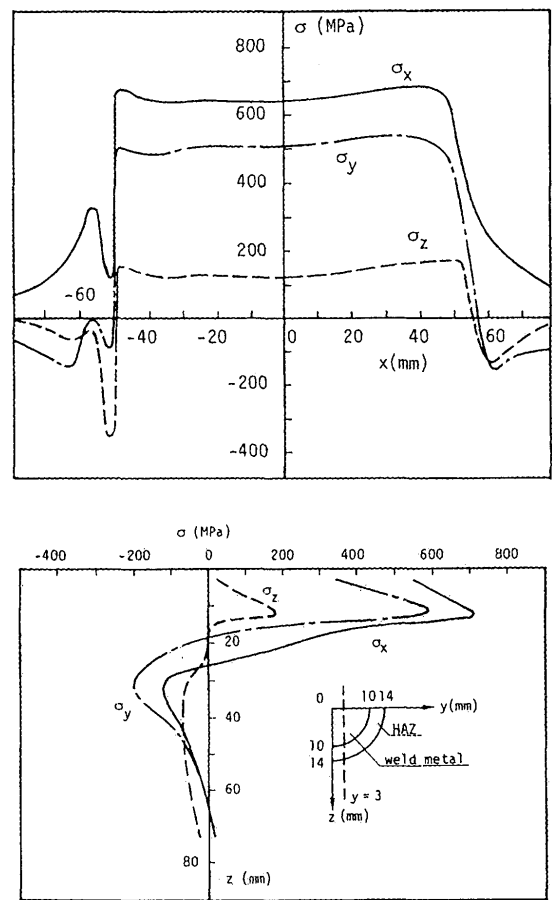 σ (MPa)
800
σx
600
σy
400
σz
200
-60
-40 -20 0 20 40 60
x(mm)
-200
-400
σ (MPa)
-400 -200 0 200 400 600 800
σz
σx
20
σy
40
60
80
z (mm)
0 10 14 y(mm)
HAZ
10
weld metal
14
y = 3
z (mm)